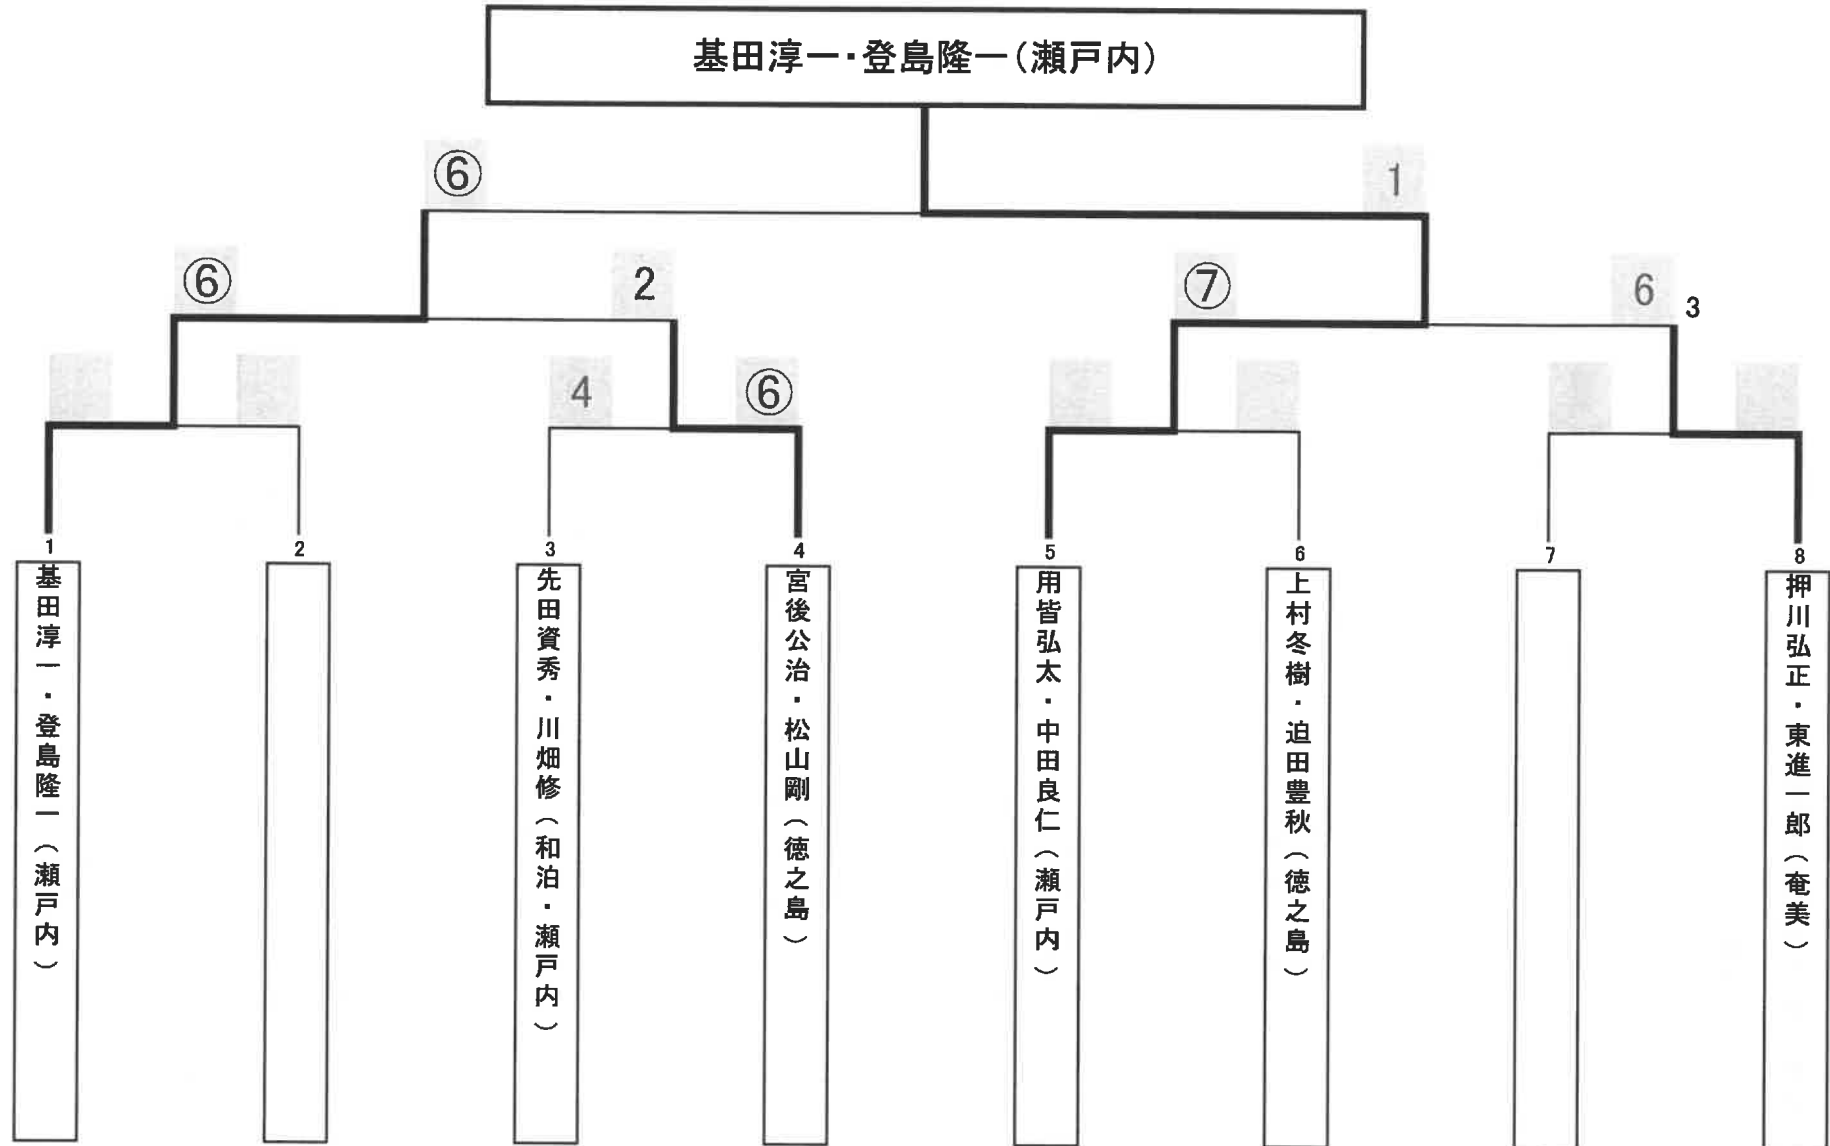 基田淳一・登島隆一（瀬戸内）
⑥
1
⑥
2
⑦
6
3
4
⑥
1
2
3
4
5
6
7
8
基田淳一・登島隆一（瀬戸内）
先田資秀・川畑修（和泊・瀬戸内）
宮後公治・松山剛（徳之島）
用皆弘太・中田良仁（瀬戸内）
上村冬樹・迫田豊秋（徳之島）
押川弘正・東進一郎（奄美）